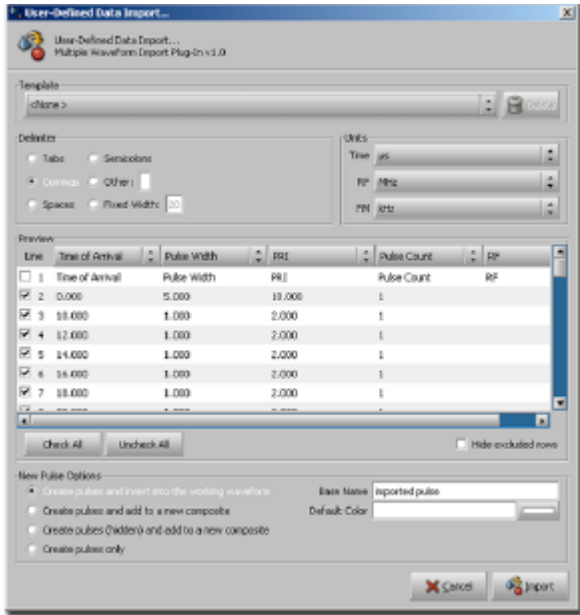 User-Defined Data Import...
User-Defined Data Import...
Multiple Waveform Import Plug-In v1.0
Template
<None>
Delete
Delimiter
Tabs Semicolons
Commas Other:
Spaces Fixed Width: 20
Units
Time µs
RF MHz
FM kHz
Preview
Line Time of Arrival Pulse Width PRI Pulse Count RF
1 Time of Arrival Pulse Width PRI Pulse Count RF
2 0.000 5.000 10.000 1
3 10.000 1.000 2.000 1
4 12.000 1.000 2.000 1
5 14.000 1.000 2.000 1
6 16.000 1.000 2.000 1
7 18.000 1.000 2.000 1
Check All Uncheck All Hide excluded rows
New Pulse Options
Create pulses and insert into the working waveform
Create pulses and add to a new composite
Create pulses (hidden) and add to a new composite
Create pulses only
Base Name imported pulse
Default Color
Cancel Import